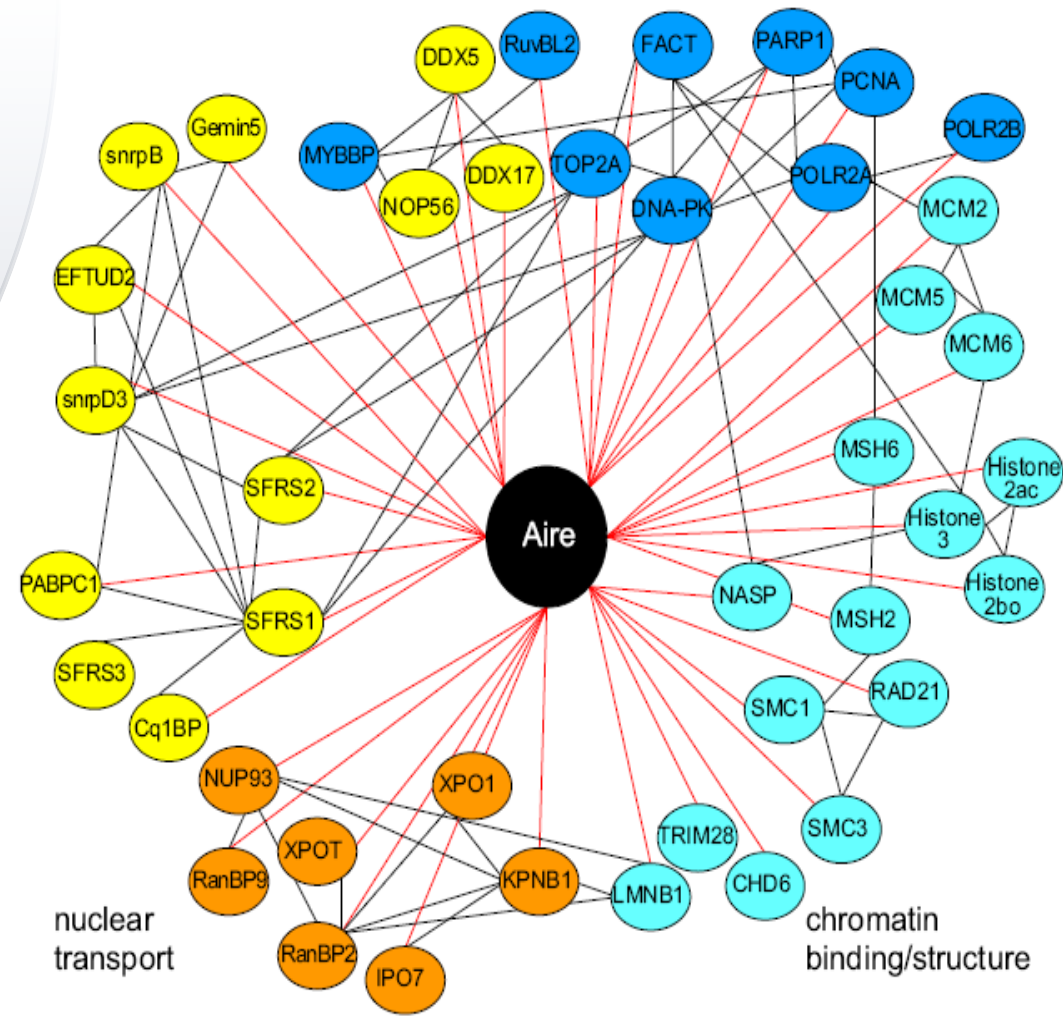 DDX5
RuvBL2
FACT
PARP1
PCNA
POLR2B
Gemin5
snrpB
MYBBP
NOP56
DDX17
TOP2A
DNA-PK
POLR2A
MCM2
EFTUD2
MCM5
MCM6
snrpD3
SFRS2
MSH6
Histone
2ac
Histone
3
Aire
Histone
2bo
PABPC1
SFRS1
NASP
MSH2
SFRS3
Cq1BP
SMC1
RAD21
NUP93
XPO1
SMC3
XPOT
TRIM28
RanBP9
KPNB1
LMNB1
CHD6
RanBP2
IPO7
nuclear
transport
chromatin
binding/structure